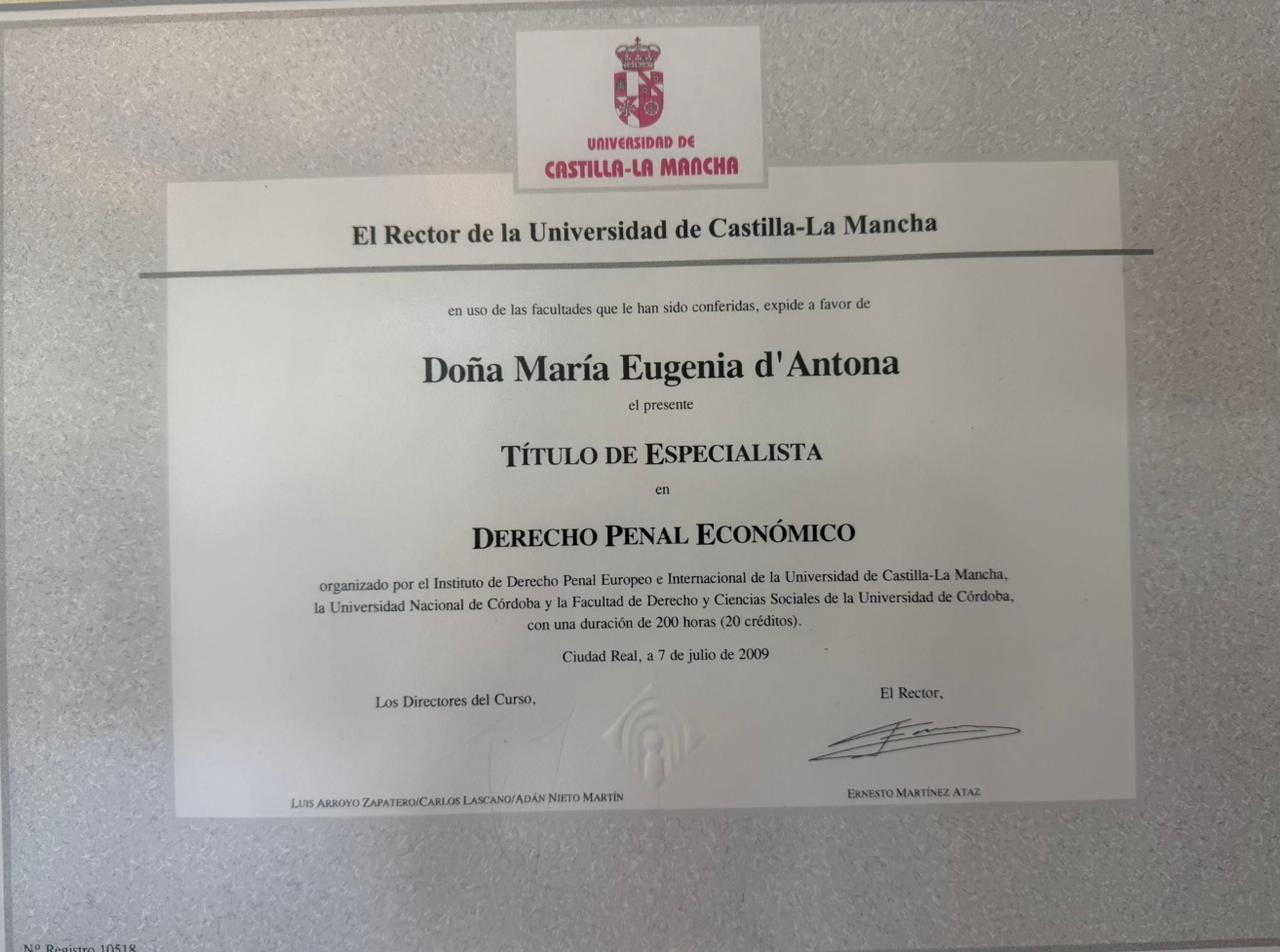 UNIVERSIDAD DE
CASTILLA-LA MANCHA
El Rector de la Universidad de Castilla-La Mancha
en uso de las facultades que le han sido conferidas, expide a favor de
Doña María Eugenia d'Antona
el presente
TÍTULO DE ESPECIALISTA
en
DERECHO PENAL ECONÓMICO
organizado por el Instituto de Derecho Penal Europeo e Internacional de la Universidad de Castilla-La Mancha,
la Universidad Nacional de Córdoba y la Facultad de Derecho y Ciencias Sociales de la Universidad de Córdoba,
con una duración de 200 horas (20 créditos).
Ciudad Real, a 7 de julio de 2009
Los Directores del Curso,
El Rector,
LUIS ARROYO ZAPATERO/CARLOS LASCANO/ADÁN NIETO MARTÍN
ERNESTO MARTÍNEZ ATAZ
Nº Registro 10518